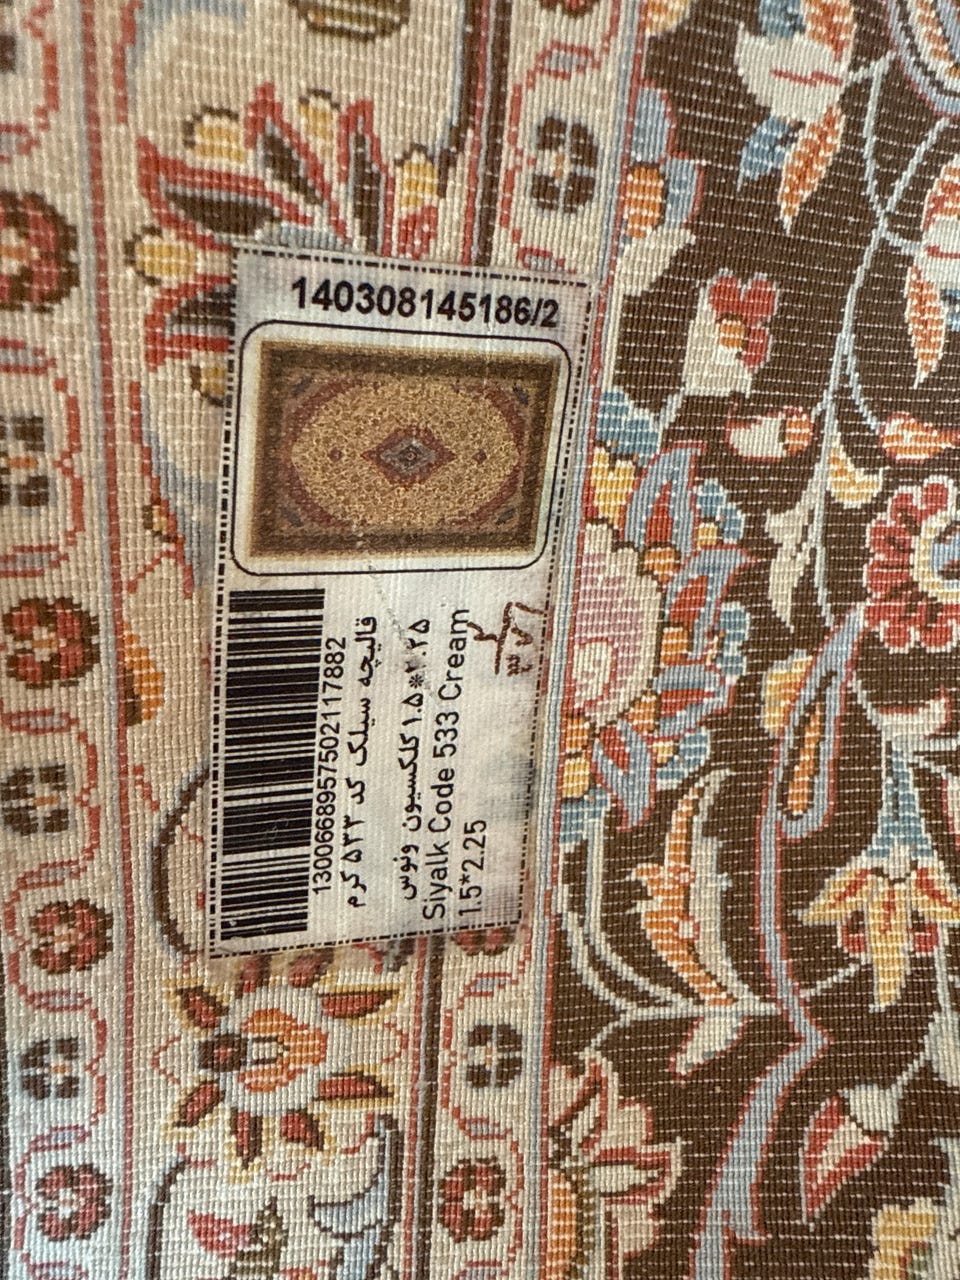 140308145186/2
1300668957502117882
قالیچه سیلک کد ۵۳۳ کرم
۱.۵*۲.۲۵ کلکسیون ونوس
Siyalk Code 533 Cream
1.5*2.25